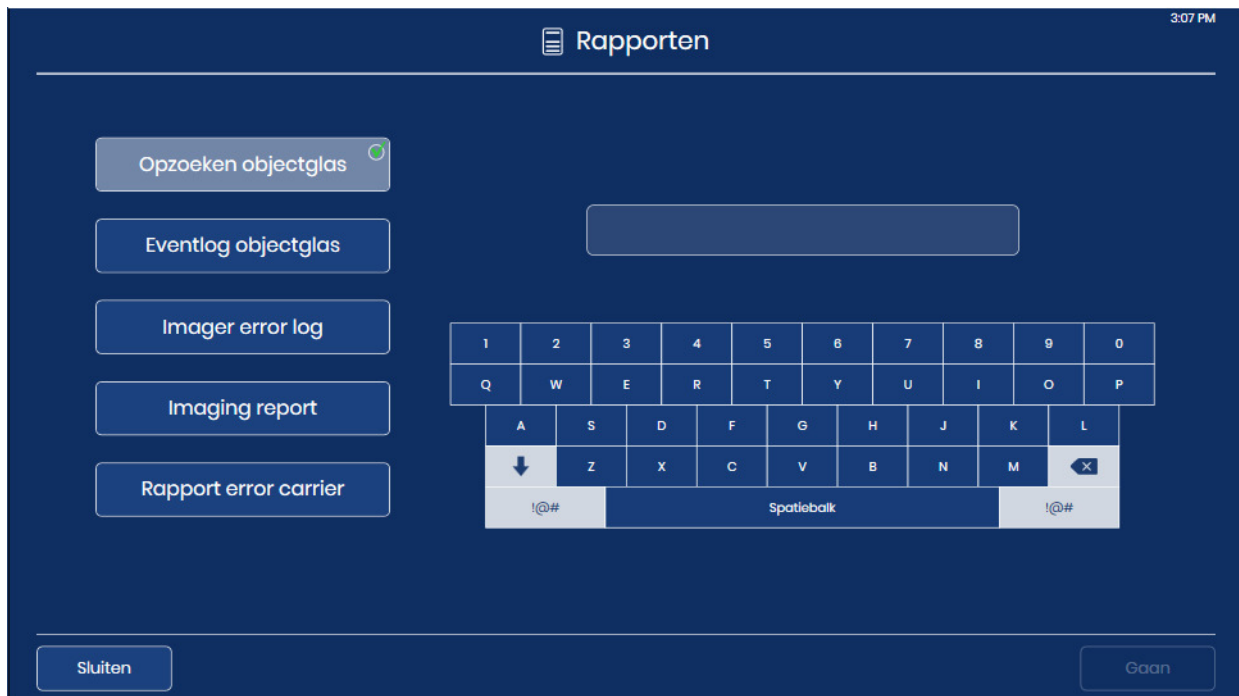 3:07 PM
Rapporten
Opzoeken objectglas
Eventlog objectglas
Imager error log
Imaging report
Rapport error carrier
1 2 3 4 5 6 7 8 9 0
Q W E R T Y U I O P
A S D F G H J K L
Z X C V B N M
!@# Spatiebalk !@#
Sluiten Gaan